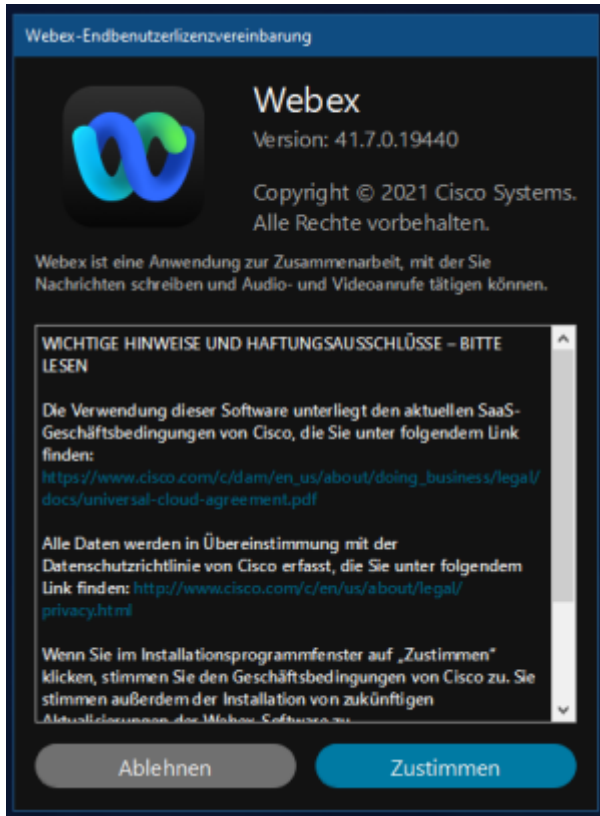 Webex-Endbenutzerlizenzvereinbarung
Webex
Version: 41.7.0.19440
Copyright © 2021 Cisco Systems.
Alle Rechte vorbehalten.
Webex ist eine Anwendung zur Zusammenarbeit, mit der Sie
Nachrichten schreiben und Audio- und Videoanrufe tätigen können.
WICHTIGE HINWEISE UND HAFTUNGSAUSSCHLÜSSE – BITTE
LESEN
Die Verwendung dieser Software unterliegt den aktuellen SaaS-
Geschäftsbedingungen von Cisco, die Sie unter folgendem Link
finden:
https://www.cisco.com/c/dam/en_us/about/doing_business/legal/
docs/universal-cloud-agreement.pdf
Alle Daten werden in Übereinstimmung mit der
Datenschutzrichtlinie von Cisco erfasst, die Sie unter folgendem
Link finden: http://www.cisco.com/c/en/us/about/legal/
privacy.html
Wenn Sie im Installationsprogrammfenster auf „Zustimmen“
klicken, stimmen Sie den Geschäftsbedingungen von Cisco zu. Sie
stimmen außerdem der Installation von zukünftigen
Aktualisierungen der Webex-Software zu.
Ablehnen
Zustimmen